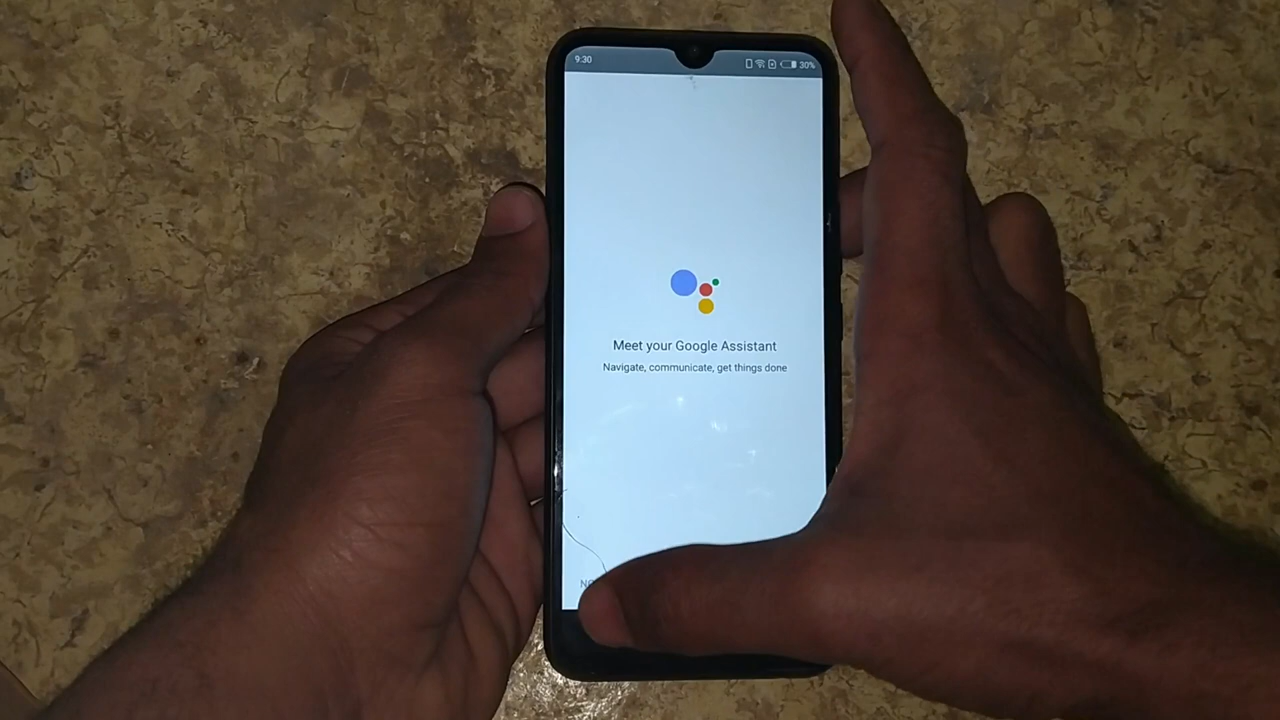 9:30
30%
Meet your Google Assistant
Navigate, communicate, get things done